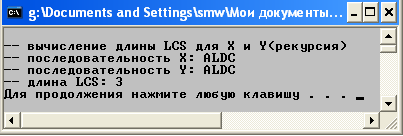 g:\Documents and Settings\smw\Мои документы\...
-- вычисление длины LCS для X и Y(рекурсия)
-- последовательность X: ALDC
-- последовательность Y: ALDC
-- длина LCS: 3
Для продолжения нажмите любую клавишу . . . _